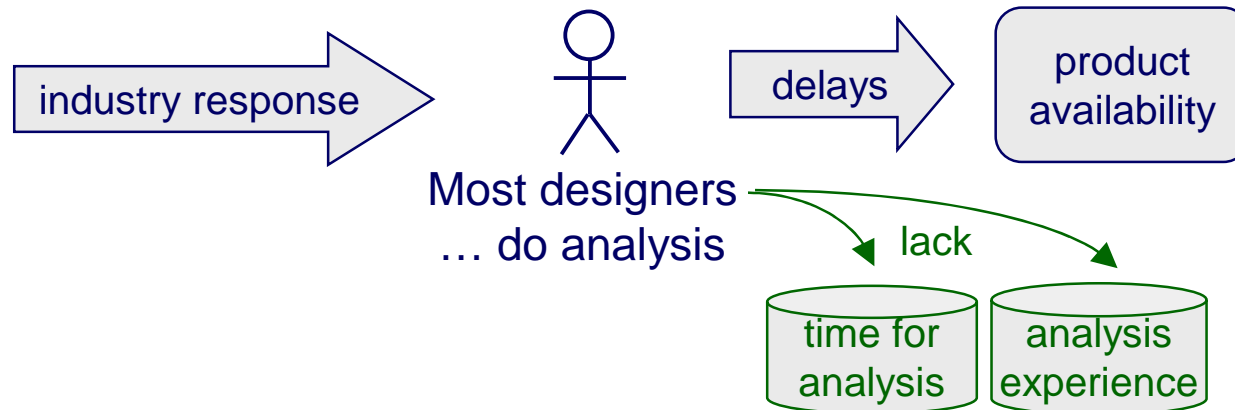 industry response
delays
product
availability
Most designers
… do analysis
lack
time for
analysis
analysis
experience